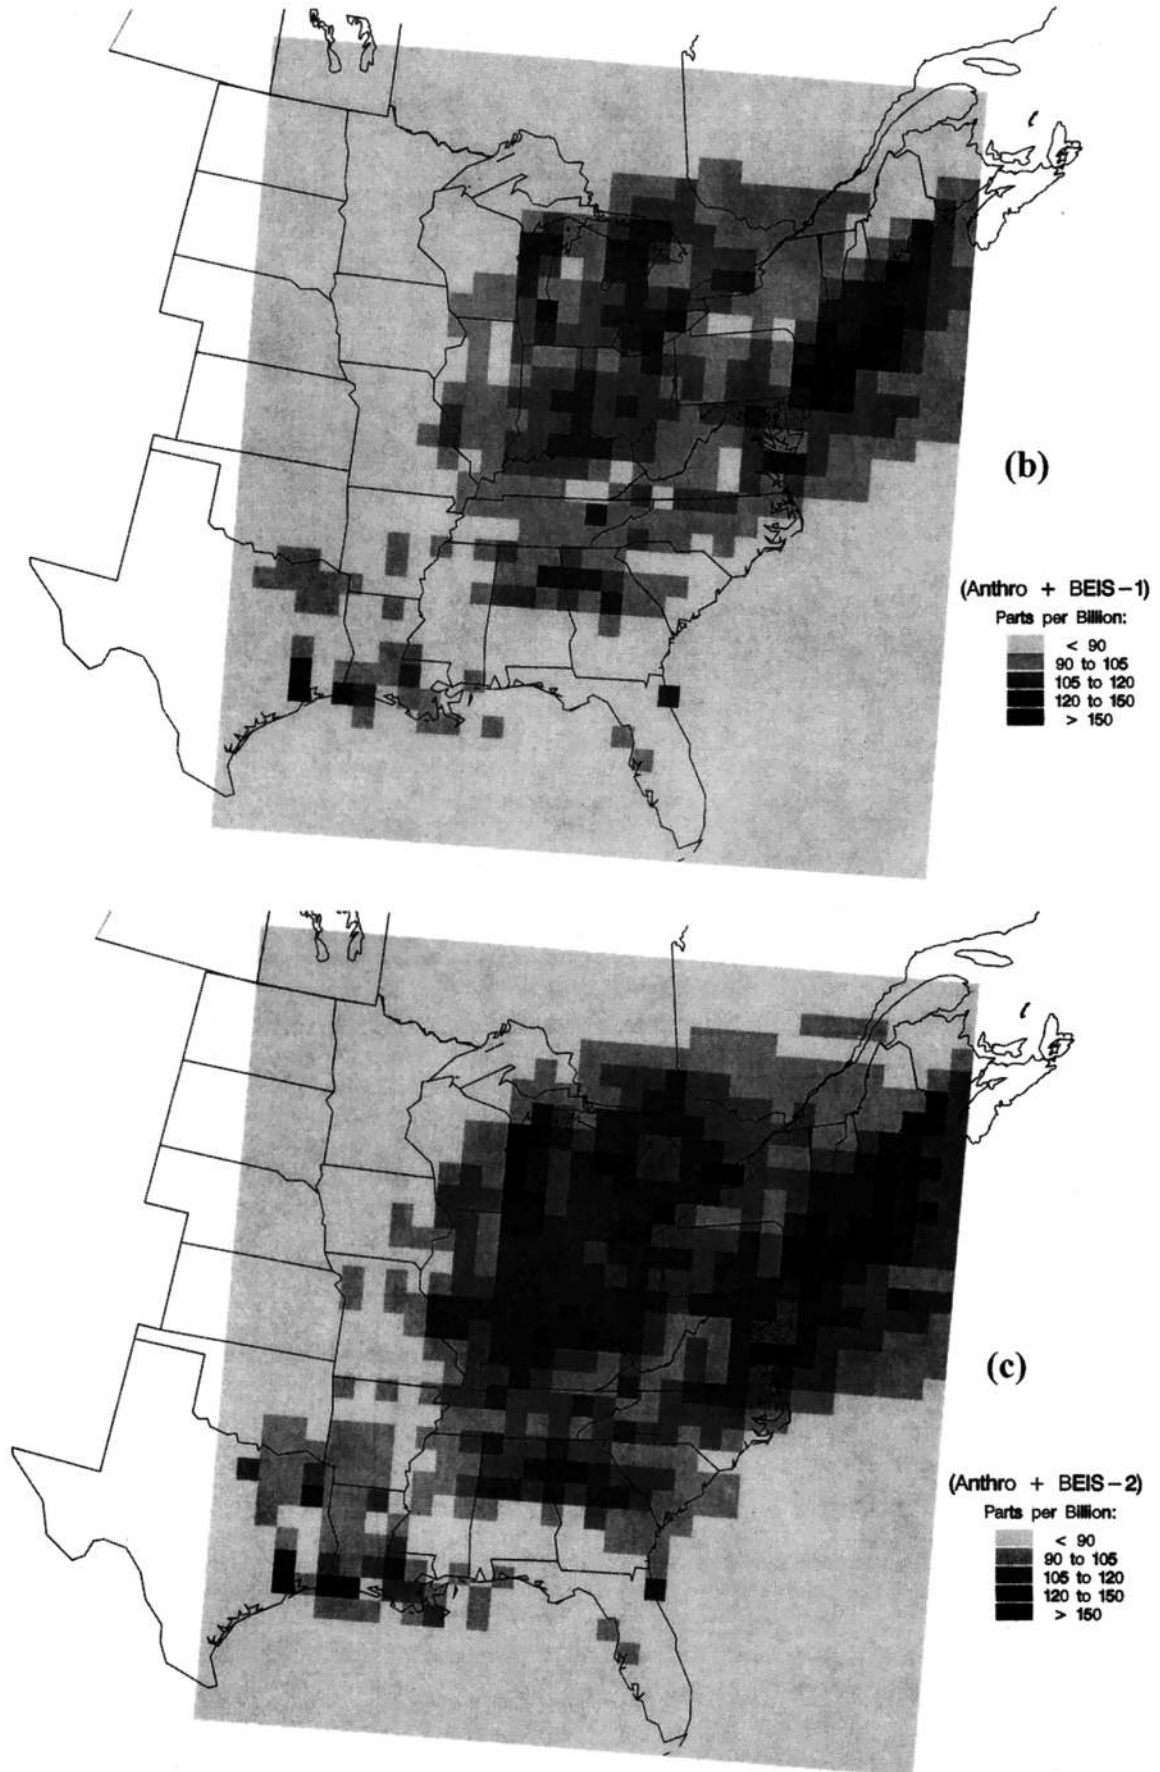 (b)
(Anthro + BEIS-1)
Parts per Billion:
< 90
90 to 105
105 to 120
120 to 150
> 150
(c)
(Anthro + BEIS-2)
Parts per Billion:
< 90
90 to 105
105 to 120
120 to 150
> 150